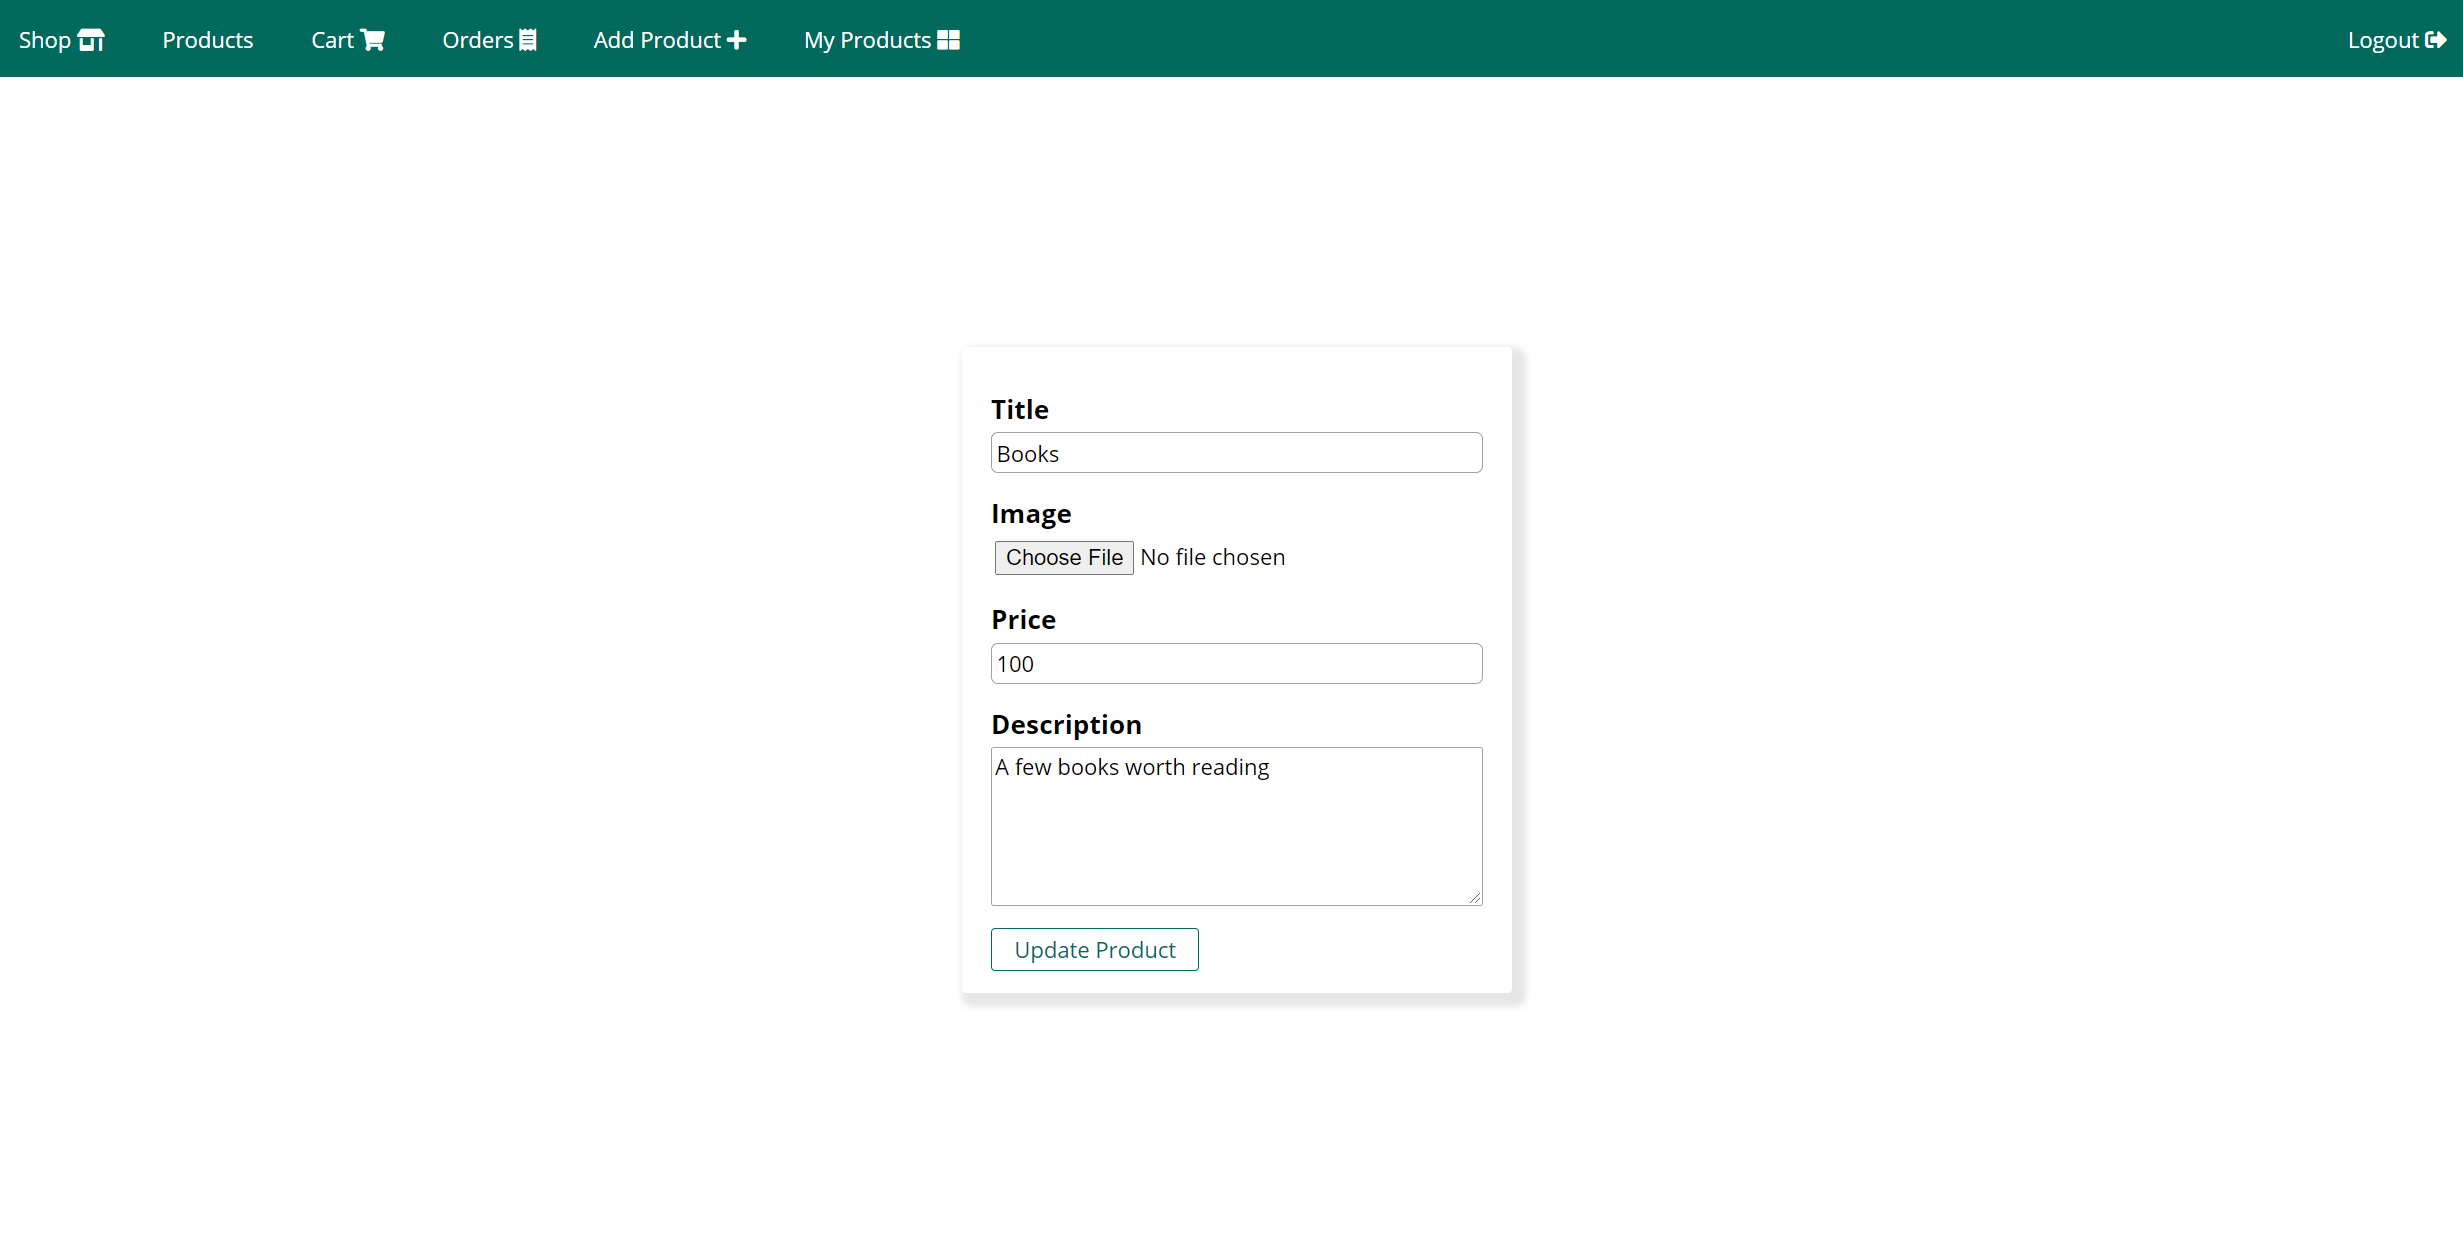 Shop Products Cart Orders Add Product My Products Logout
Title
Books
Image
Choose File No file chosen
Price
100
Description
A few books worth reading
Update Product